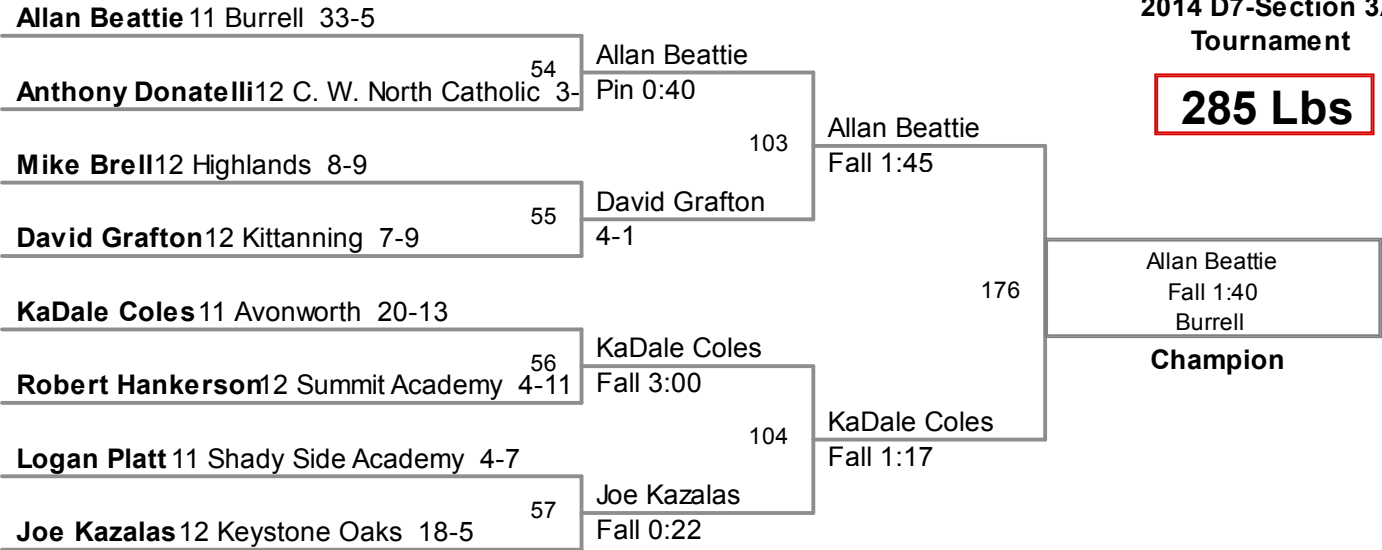 Allan Beattie 11 Burrell 33-5
54
Anthony Donatelli 12 C. W. North Catholic 3-
Allan Beattie
Pin 0:40
Mike Brell 12 Highlands 8-9
55
David Grafton 12 Kittanning 7-9
David Grafton
4-1
103
Allan Beattie
Fall 1:45
KaDale Coles 11 Avonworth 20-13
56
Robert Hankerson 12 Summit Academy 4-11
KaDale Coles
Fall 3:00
Logan Platt 11 Shady Side Academy 4-7
57
Joe Kazalas 12 Keystone Oaks 18-5
Joe Kazalas
Fall 0:22
104
KaDale Coles
Fall 1:17
176
2014 D7-Section 3
Tournament
285 Lbs
Allan Beattie
Fall 1:40
Burrell
Champion